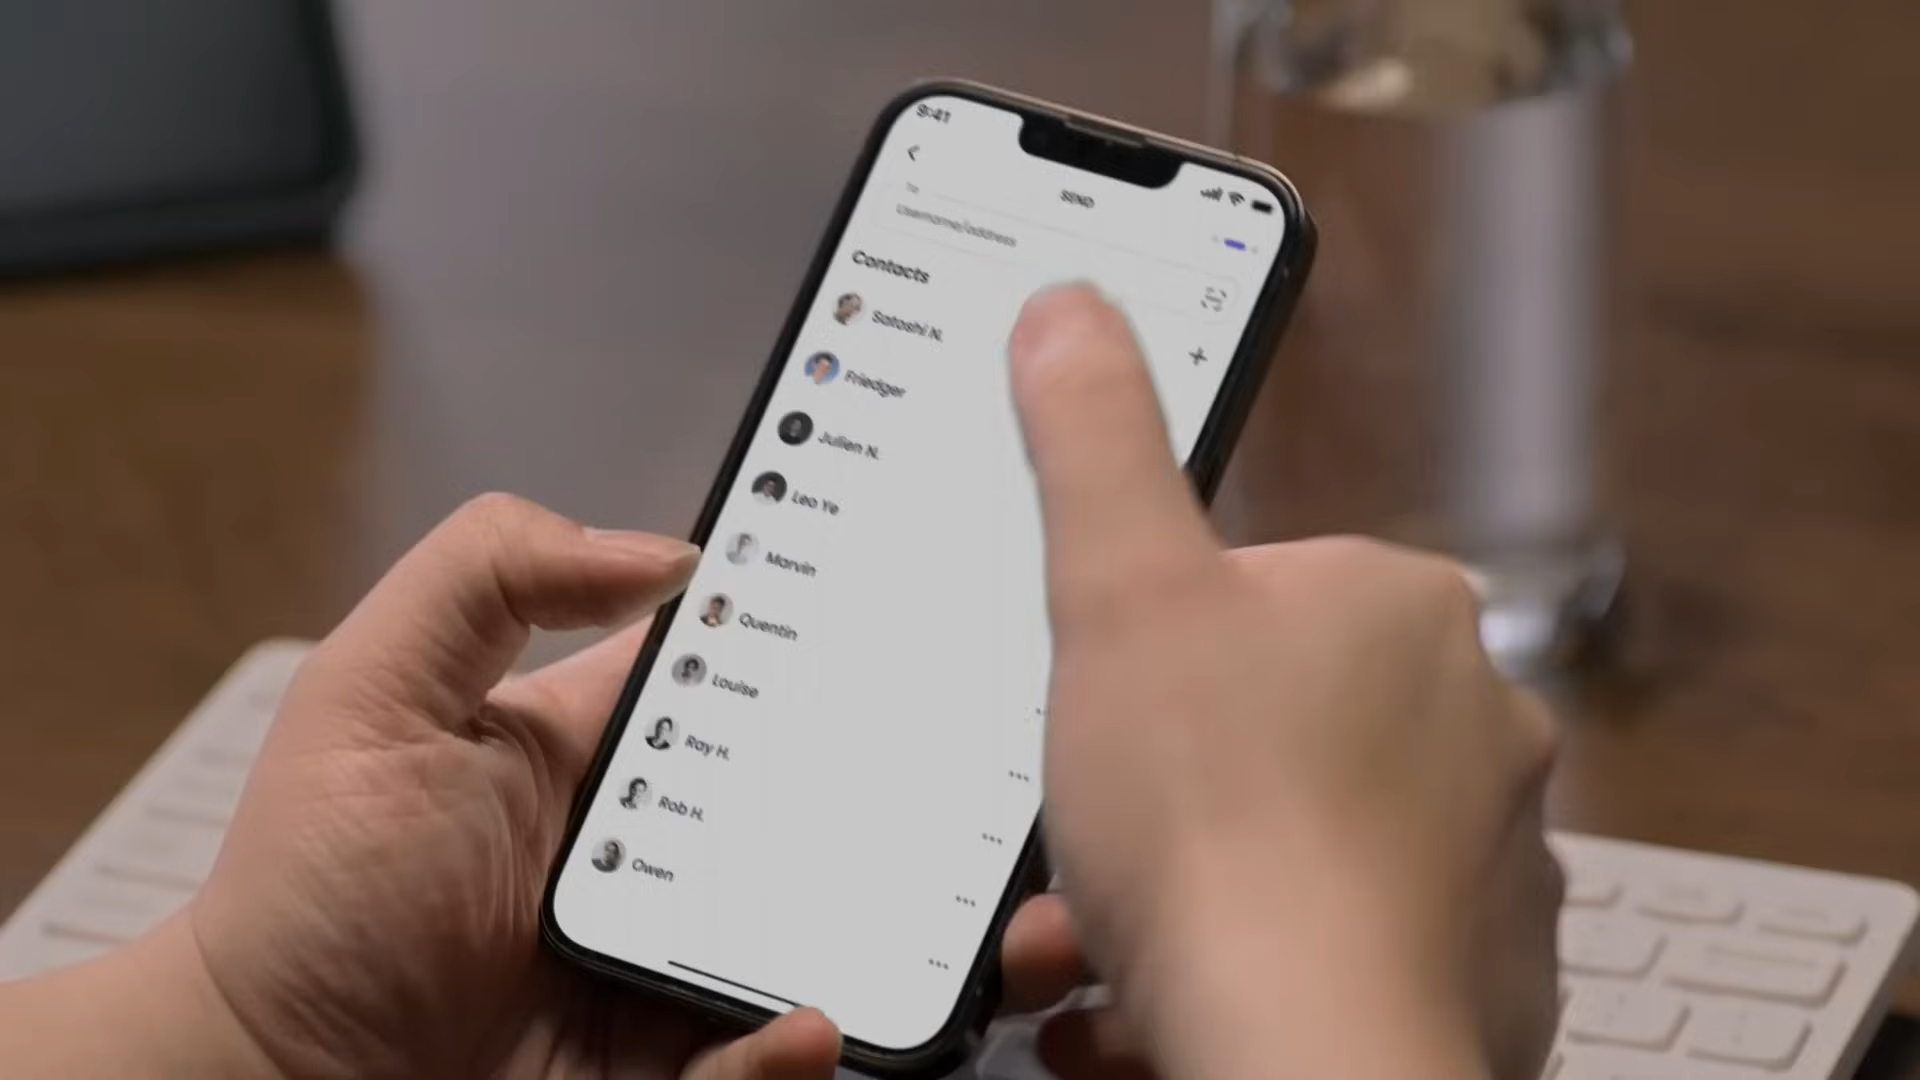 9:41
SEND
To
Username/address
Contacts
Satoshi N.
Friedger
Julien N.
Leo Ye
Marvin
Quentin
Louise
Ray H.
Rob H.
Owen